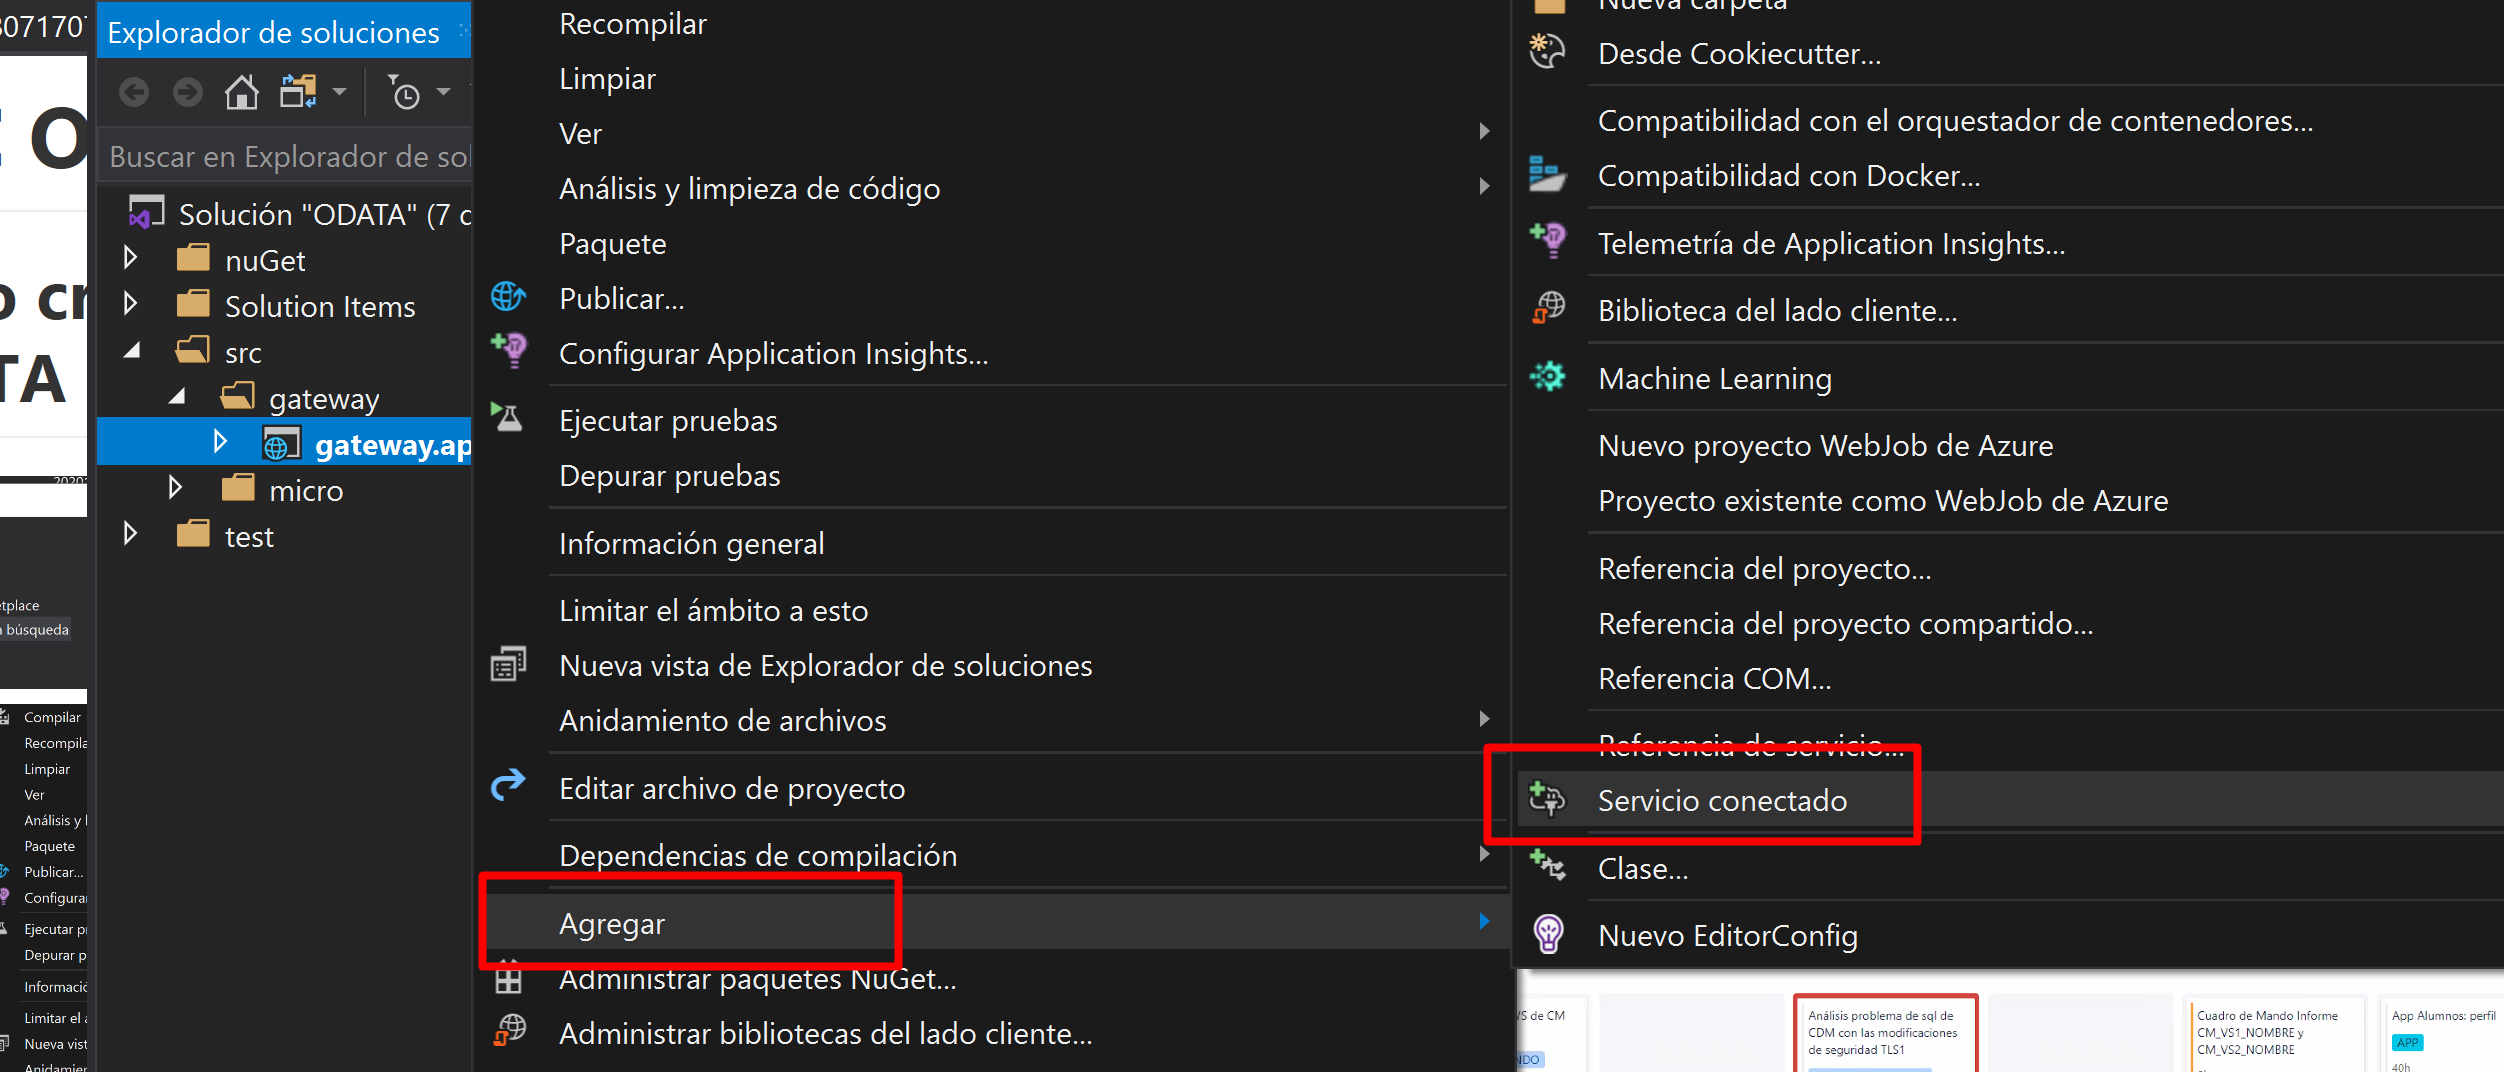 Explorador de soluciones
Solución "ODATA" (7
nuGet
Solution Items
src
gateway
gateway.ap
micro
test
Recompilar
Limpiar
Ver
Análisis y limpieza de código
Paquete
Publicar...
Configurar Application Insights...
Ejecutar pruebas
Depurar pruebas
Información general
Limitar el ámbito a esto
Nueva vista de Explorador de soluciones
Anidamiento de archivos
Editar archivo de proyecto
Dependencias de compilación
Agregar
Administrar paquetes NuGet...
Administrar bibliotecas del lado cliente...
Nueva carpeta
Desde Cookiecutter...
Compatibilidad con el orquestador de contenedores...
Compatibilidad con Docker...
Telemetría de Application Insights...
Biblioteca del lado cliente...
Machine Learning
Nuevo proyecto WebJob de Azure
Proyecto existente como WebJob de Azure
Referencia del proyecto...
Referencia del proyecto compartido...
Referencia COM...
Referencia de servicio...
Servicio conectado
Clase...
Nuevo EditorConfig
Buscar en Explorador de sol
búsqueda
Compilar
Recompila
Limpiar
Ver
Análisis y
Paquete
Publicar...
Configurar
Ejecutar p
Depurar p
Informació
Limitar el
Nueva vist
Anidamien
de CM
Análisis problema de sql de
CDM con las modificaciones
de seguridad TLS1
Cuadro de Mando Informe
CM_VS1_NOMBRE y
CM_VS2_NOMBRE
App Alumnos: perfil
APP
40h